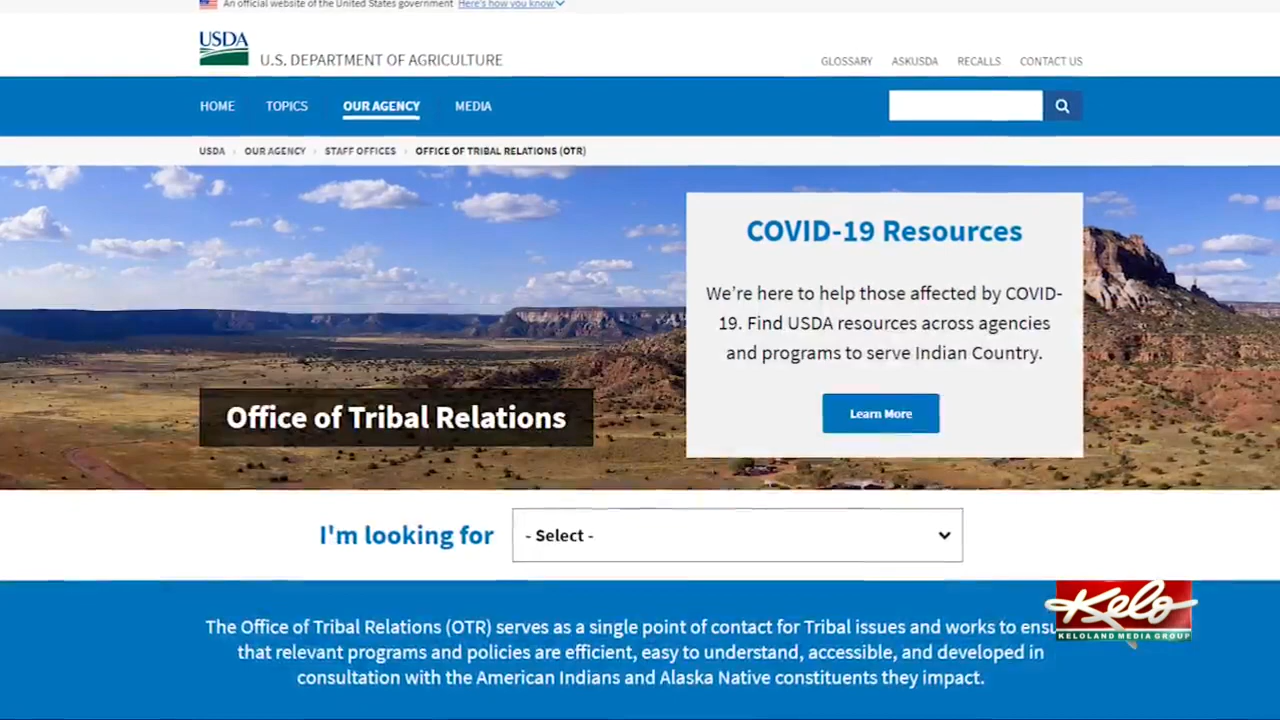 An official website of the United States government Here's how you know
USDA
U.S. DEPARTMENT OF AGRICULTURE
GLOSSARY ASKUSDA RECALLS CONTACT US
HOME TOPICS OUR AGENCY MEDIA
USDA › OUR AGENCY › STAFF OFFICES › OFFICE OF TRIBAL RELATIONS (OTR)
COVID-19 Resources
We're here to help those affected by COVID-
19. Find USDA resources across agencies
and programs to serve Indian Country.
Learn More
Office of Tribal Relations
I'm looking for
- Select -
The Office of Tribal Relations (OTR) serves as a single point of contact for Tribal issues and works to
that relevant programs and policies are efficient, easy to understand, accessible, and developed in
consultation with the American Indians and Alaska Native constituents they impact.
Kelo
KELOLAND MEDIA GROUP